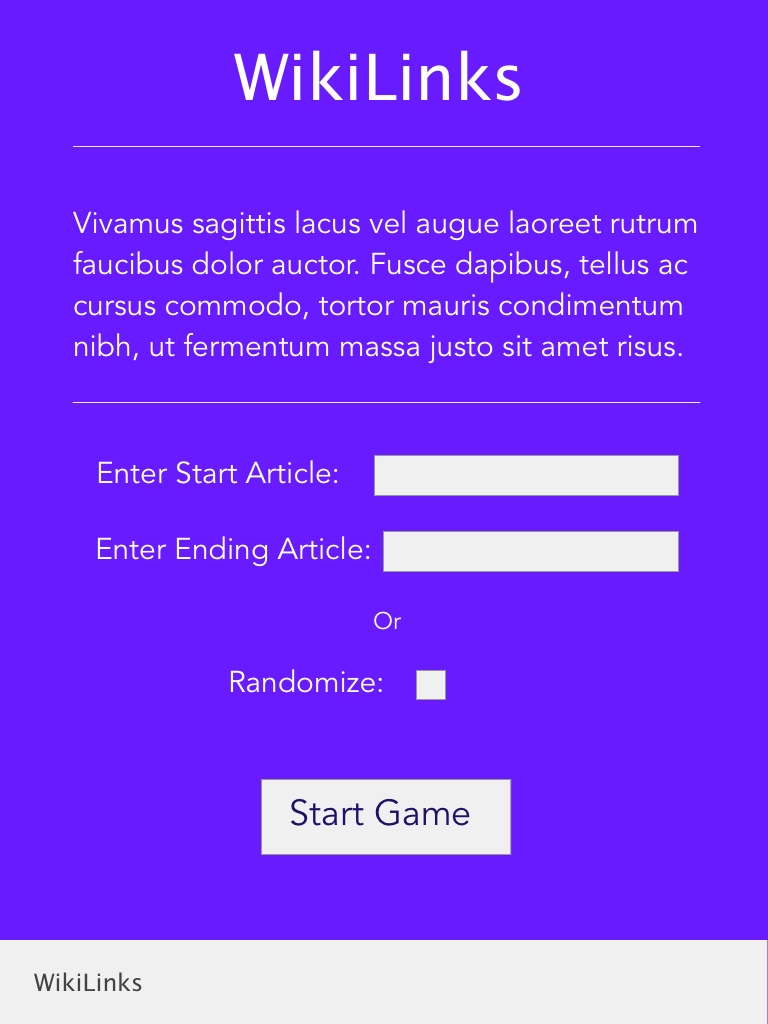 WikiLinks
Vivamus sagittis lacus vel augue laoreet rutrum
faucibus dolor auctor. Fusce dapibus, tellus ac
cursus commodo, tortor mauris condimentum
nibh, ut fermentum massa justo sit amet risus.
Enter Start Article:
Enter Ending Article:
Or
Randomize:
Start Game
WikiLinks